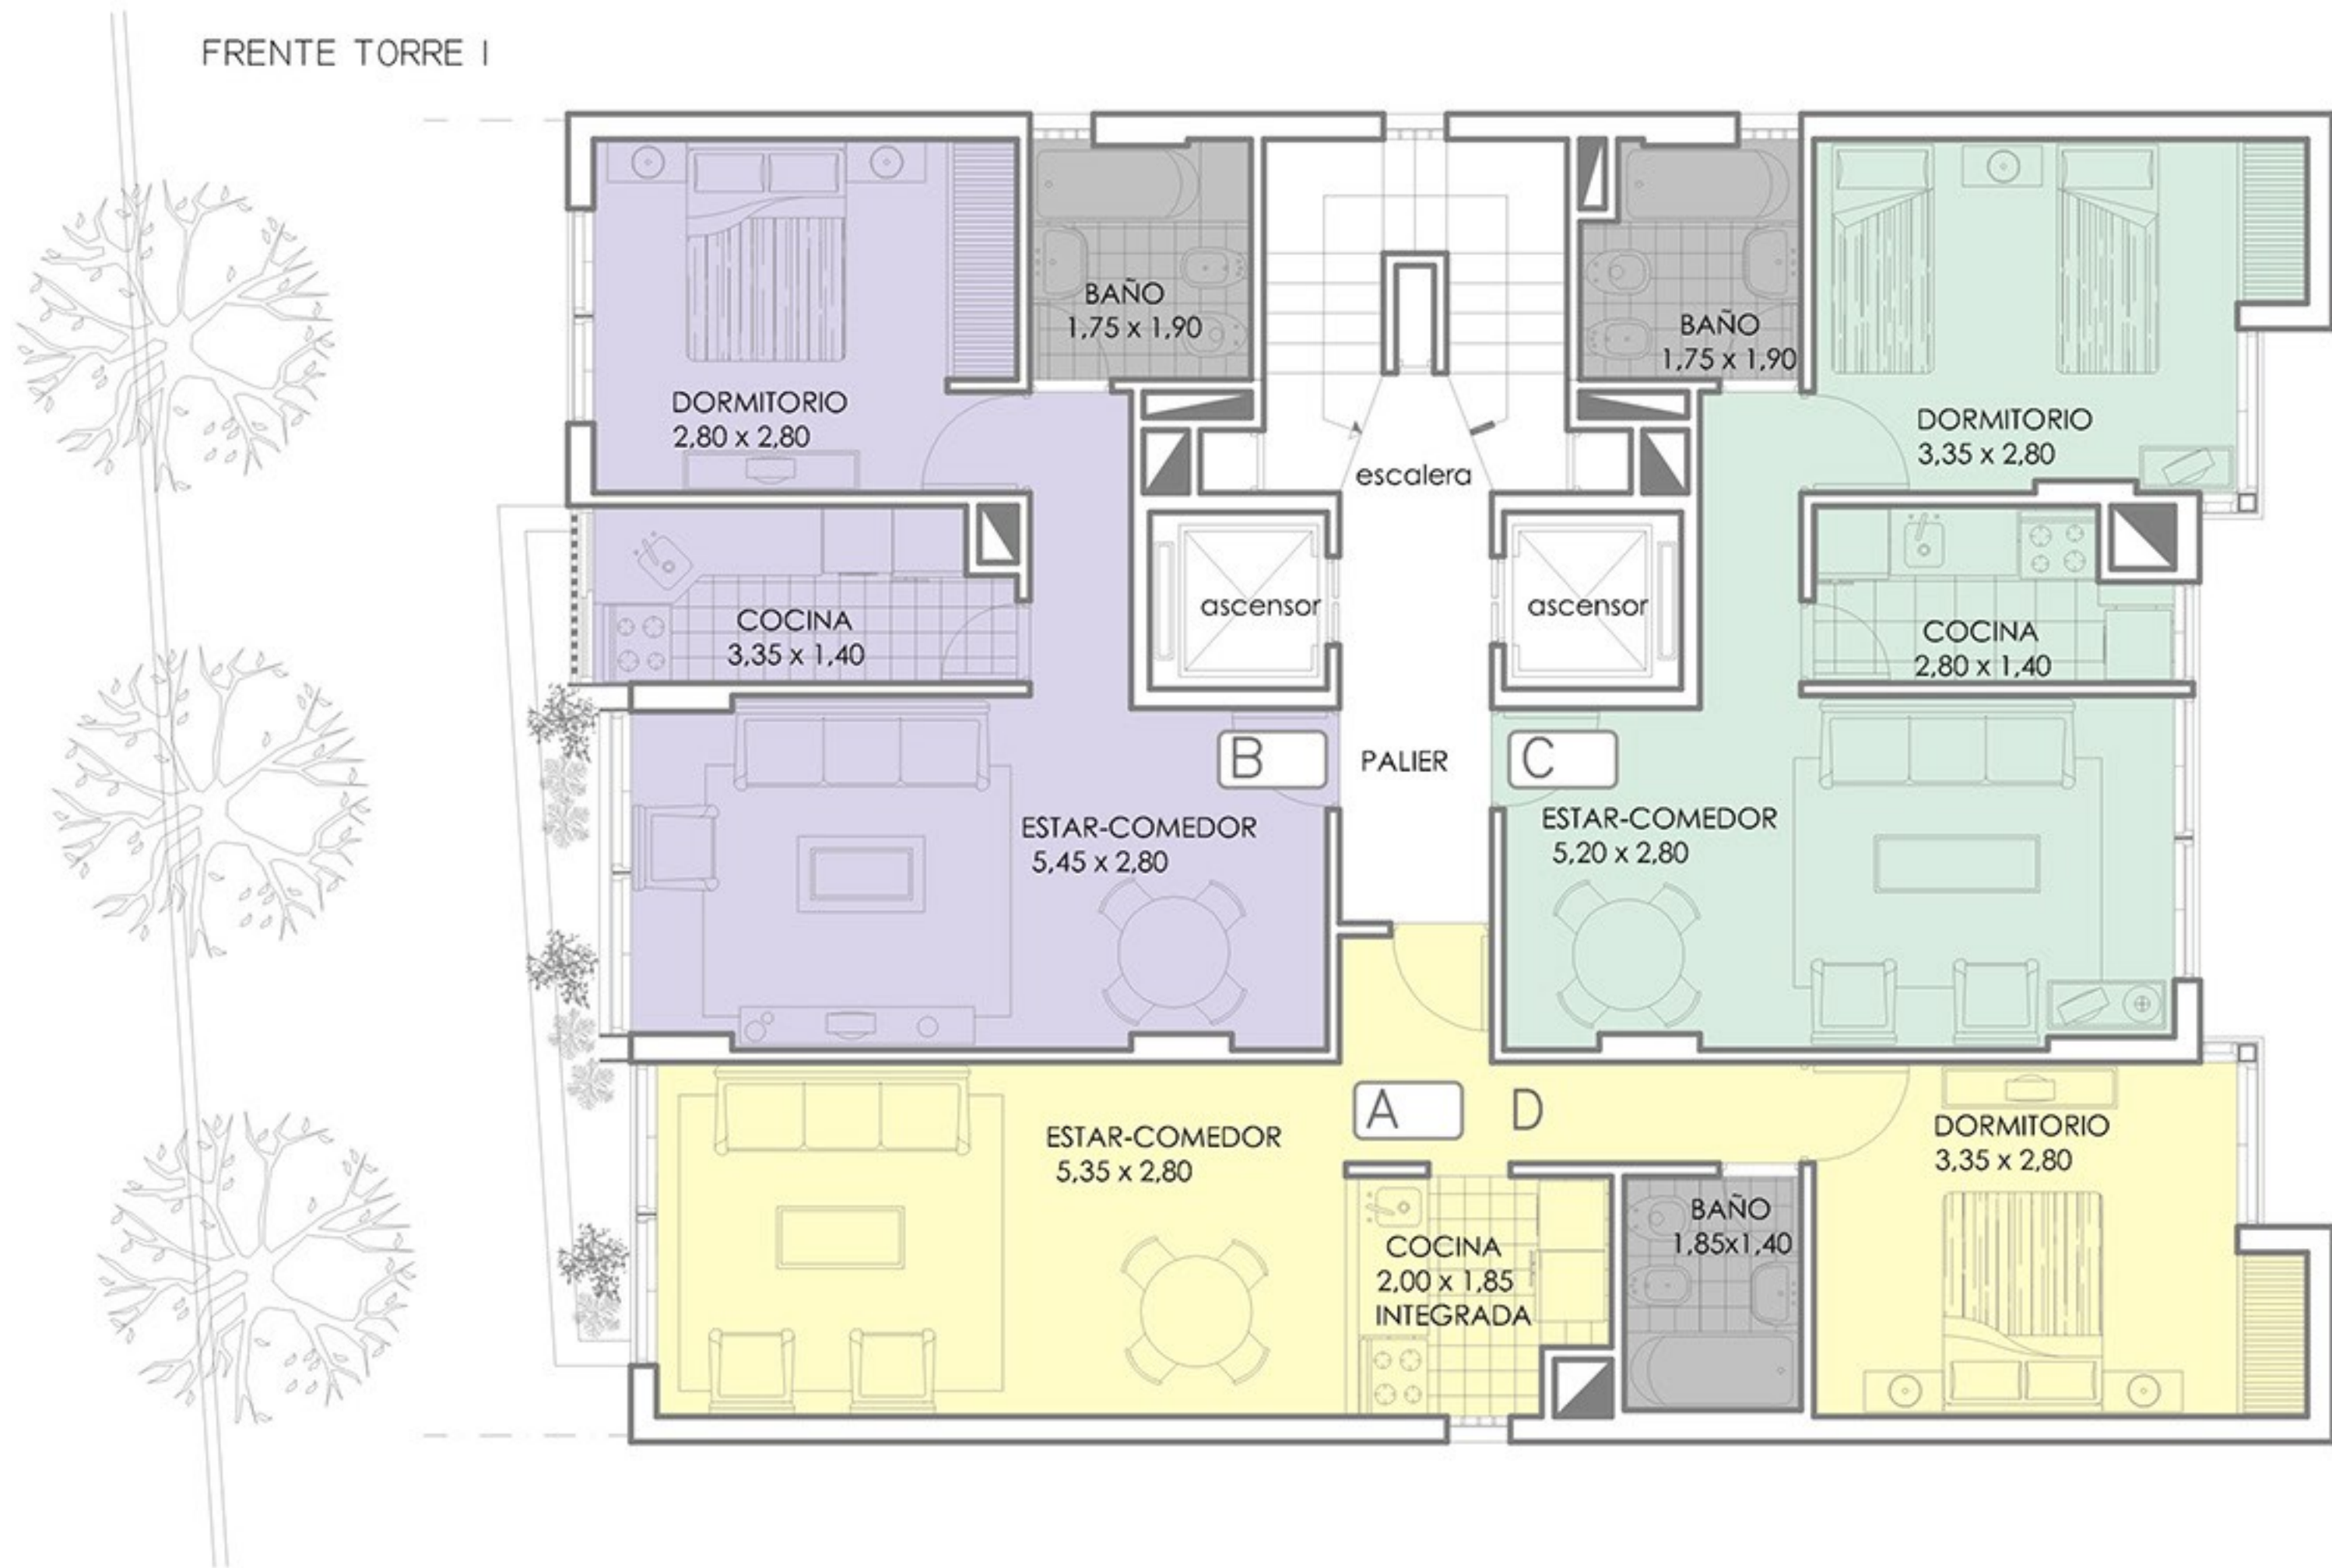 FRENTE TORRE I
BAÑO
1,75 x 1,90
BAÑO
1,75 x 1,90
DORMITORIO
2,80 x 2,80
DORMITORIO
3,35 x 2,80
escalera
ascensor
ascensor
COCINA
3,35 x 1,40
COCINA
2,80 x 1,40
B
PALIER
C
ESTAR-COMEDOR
5,45 x 2,80
ESTAR-COMEDOR
5,20 x 2,80
A
D
ESTAR-COMEDOR
5,35 x 2,80
DORMITORIO
3,35 x 2,80
BAÑO
1,85x1,40
COCINA
2,00 x 1,85
INTEGRADA